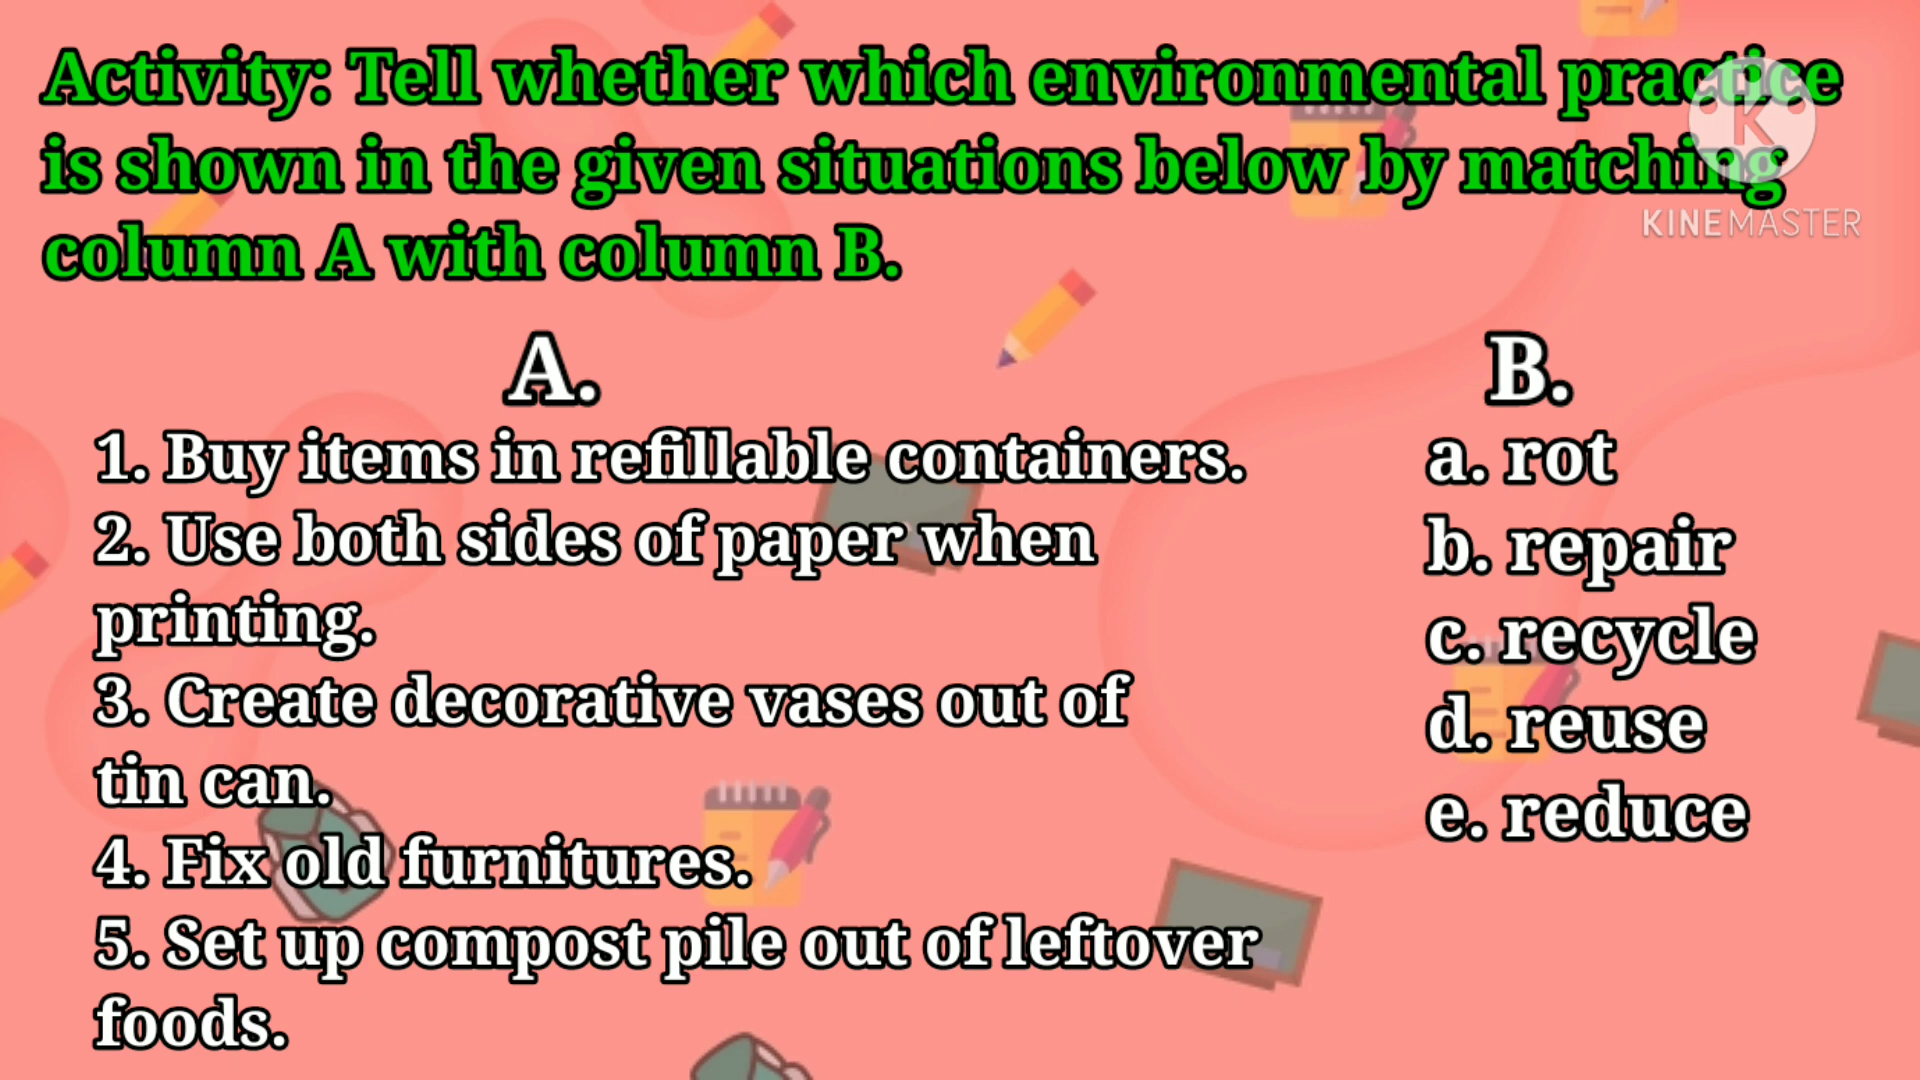 Activity: Tell whether which environmental practice
is shown in the given situations below by matching
column A with column B.
K
KINEMASTER
A.
1. Buy items in refillable containers.
2. Use both sides of paper when
printing.
3. Create decorative vases out of
tin can.
4. Fix old furnitures.
5. Set up compost pile out of leftover
foods.
B.
a. rot
b. repair
c. recycle
d. reuse
e. reduce